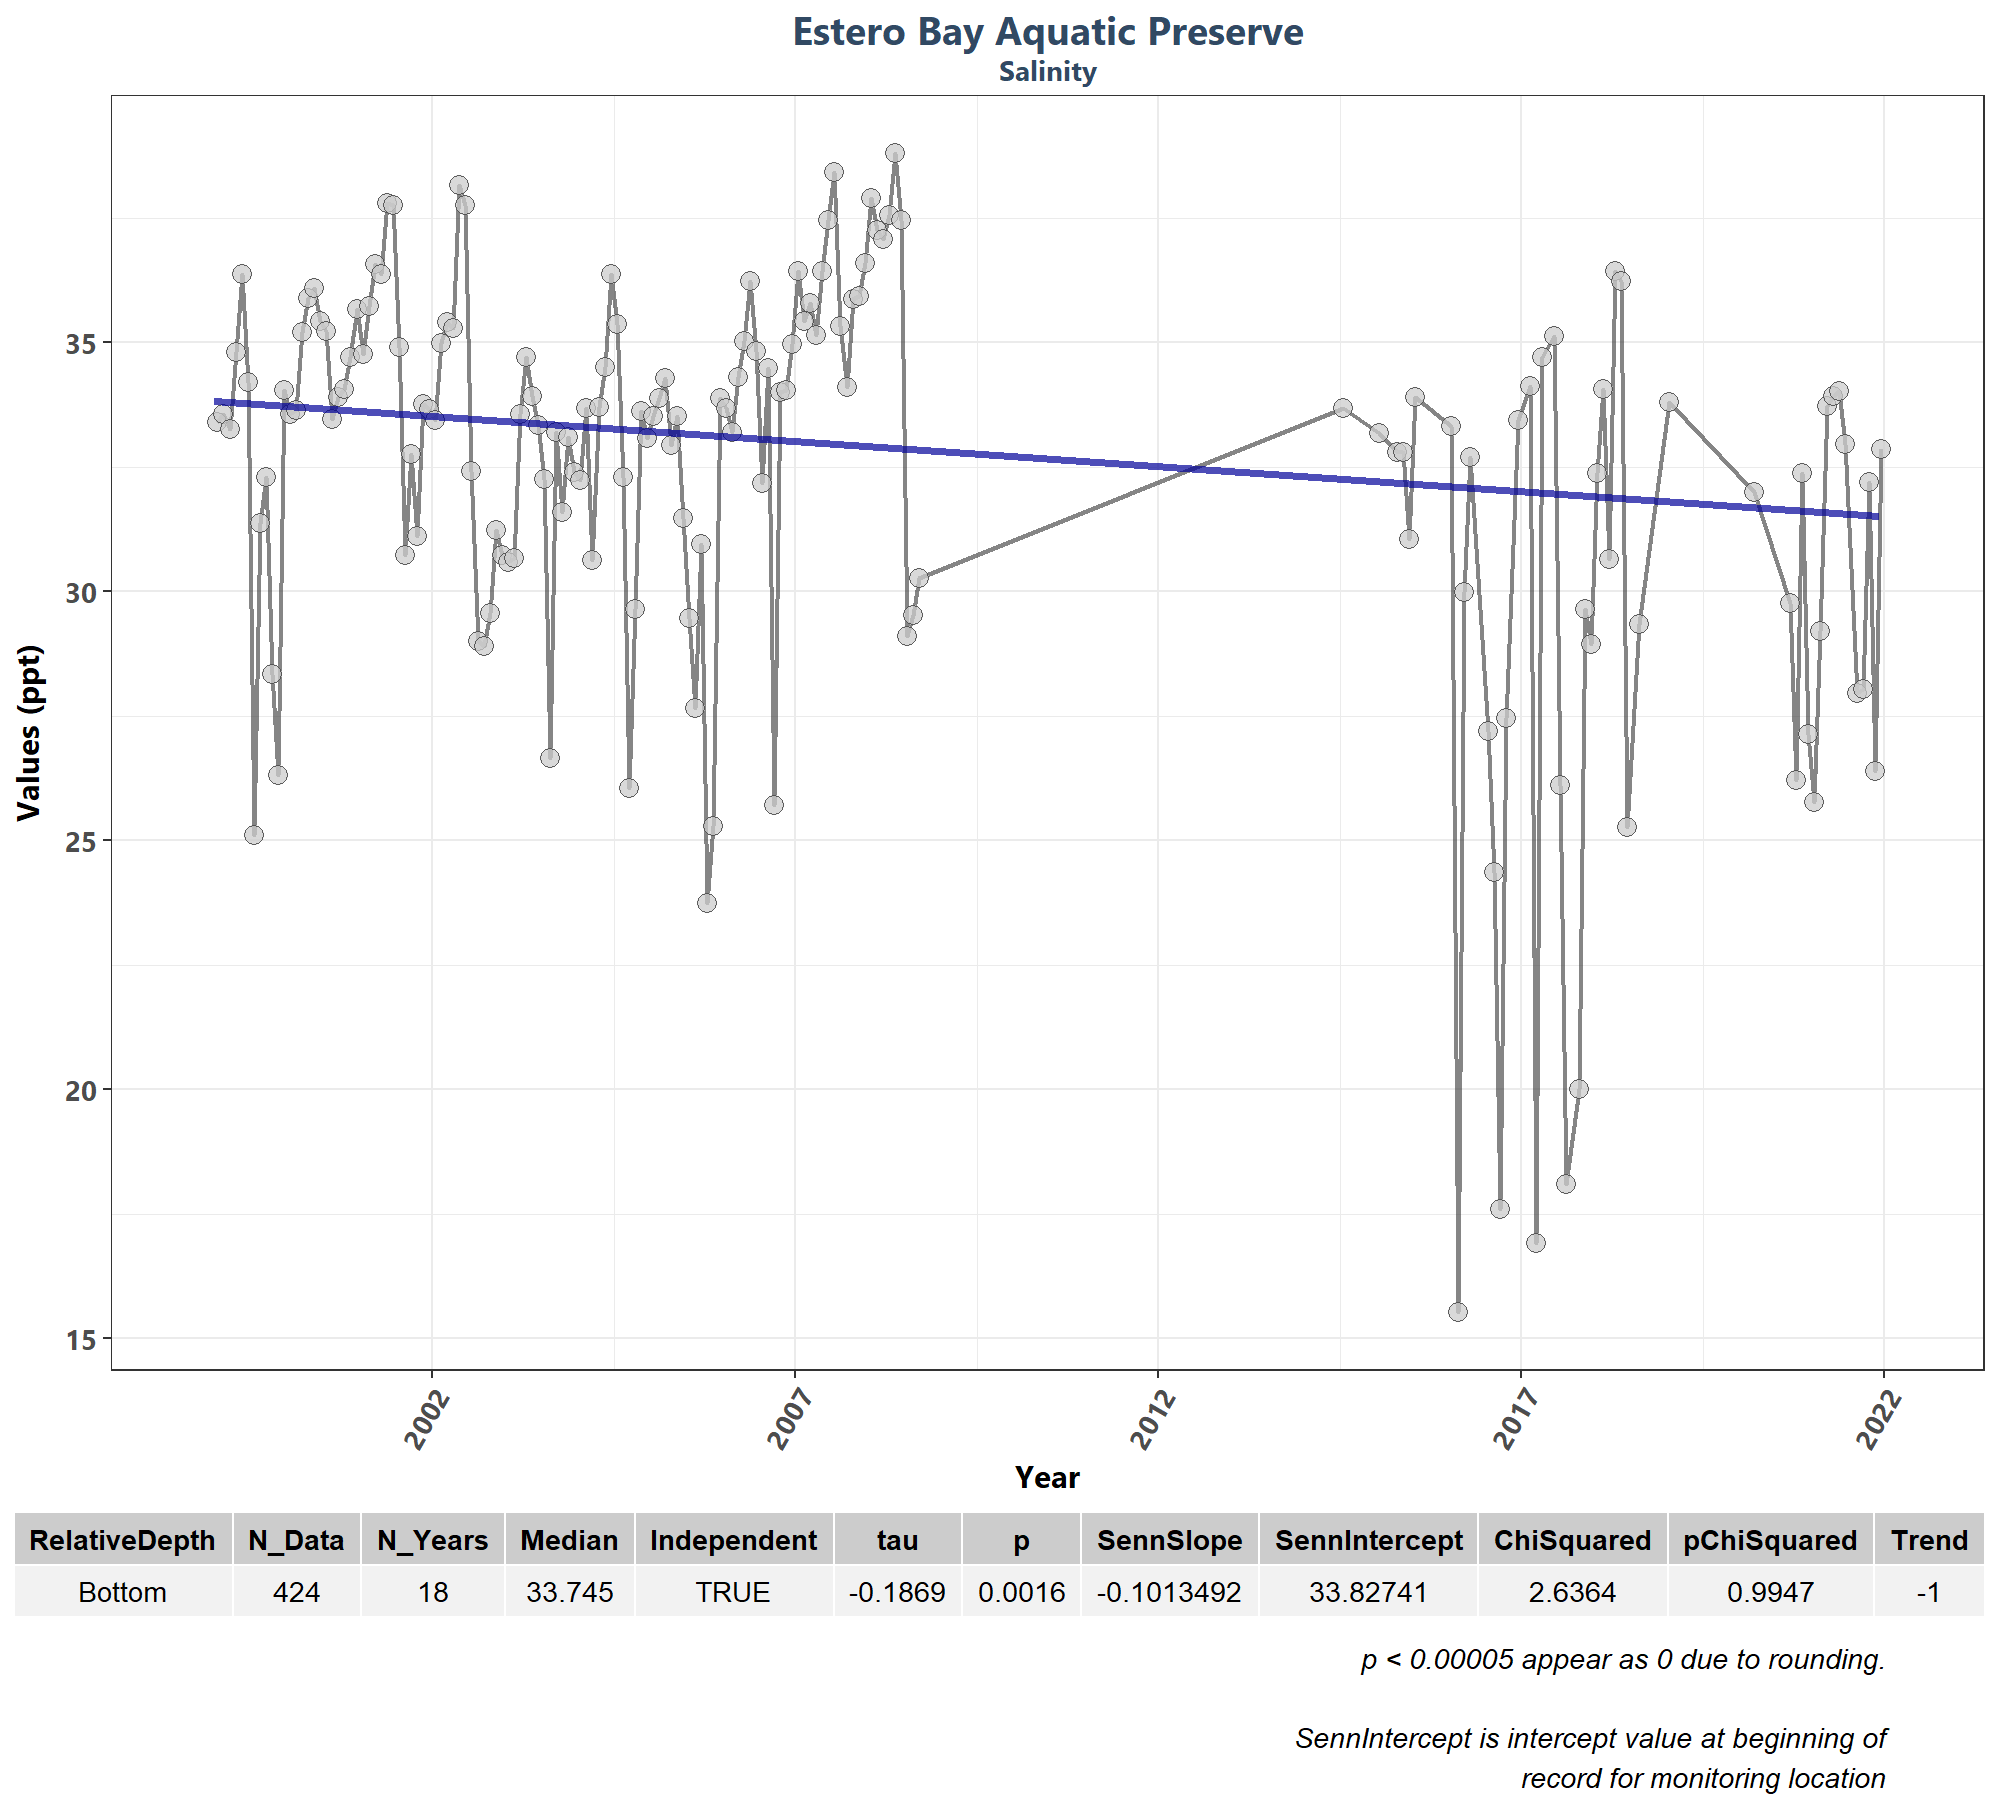 Estero Bay Aquatic Preserve
Salinity
Values (ppt)
35
30
25
20
15
2002 2007 2012 2017 2022
Year
RelativeDepth N_Data N_Years Median Independent tau p SennSlope SennIntercept ChiSquared pChiSquared Trend
Bottom 424 18 33.745 TRUE -0.1869 0.0016 -0.1013492 33.82741 2.6364 0.9947 -1
p < 0.00005 appear as 0 due to rounding.
SennIntercept is intercept value at beginning of
record for monitoring location